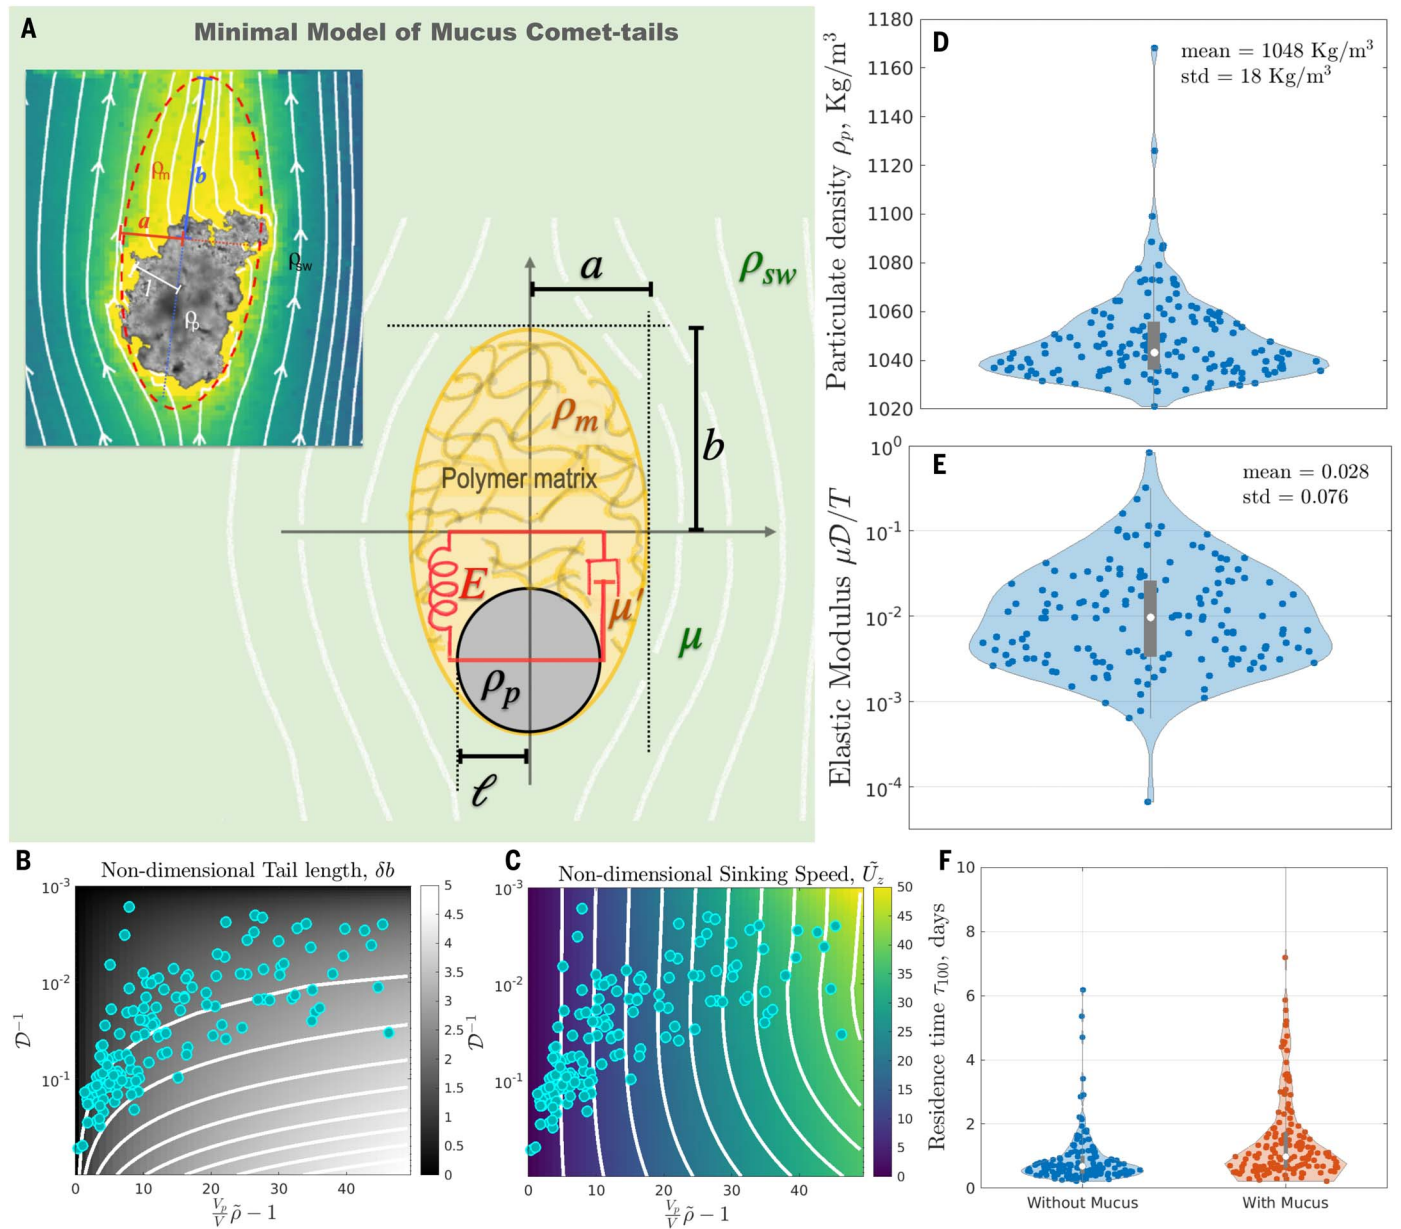 A
Minimal Model of Mucus Comet-tails
ρm
b
a
ρsw
l
ρp
a
ρsw
ρm
b
Polymer matrix
E
μ'
μ
ρp
ℓ
D
Particulate density ρp, Kg/m³
mean = 1048 Kg/m³
std = 18 Kg/m³
1180
1160
1140
1120
1100
1080
1060
1040
1020
E
Elastic Modulus μ𝒟/T
mean = 0.028
std = 0.076
10⁰
10⁻¹
10⁻²
10⁻³
10⁻⁴
B
Non-dimensional Tail length, δb
𝒟⁻¹
10⁻³
10⁻²
10⁻¹
0 10 20 30 40
Vp/V ρ̃ − 1
5
4.5
4
3.5
3
2.5
2
1.5
1
0.5
0
C
Non-dimensional Sinking Speed, Ũz
𝒟⁻¹
10⁻³
10⁻²
10⁻¹
0 10 20 30 40
Vp/V ρ̃ − 1
50
45
40
35
30
25
20
15
10
5
0
F
Residence time τ100, days
10
8
6
4
2
0
Without Mucus With Mucus